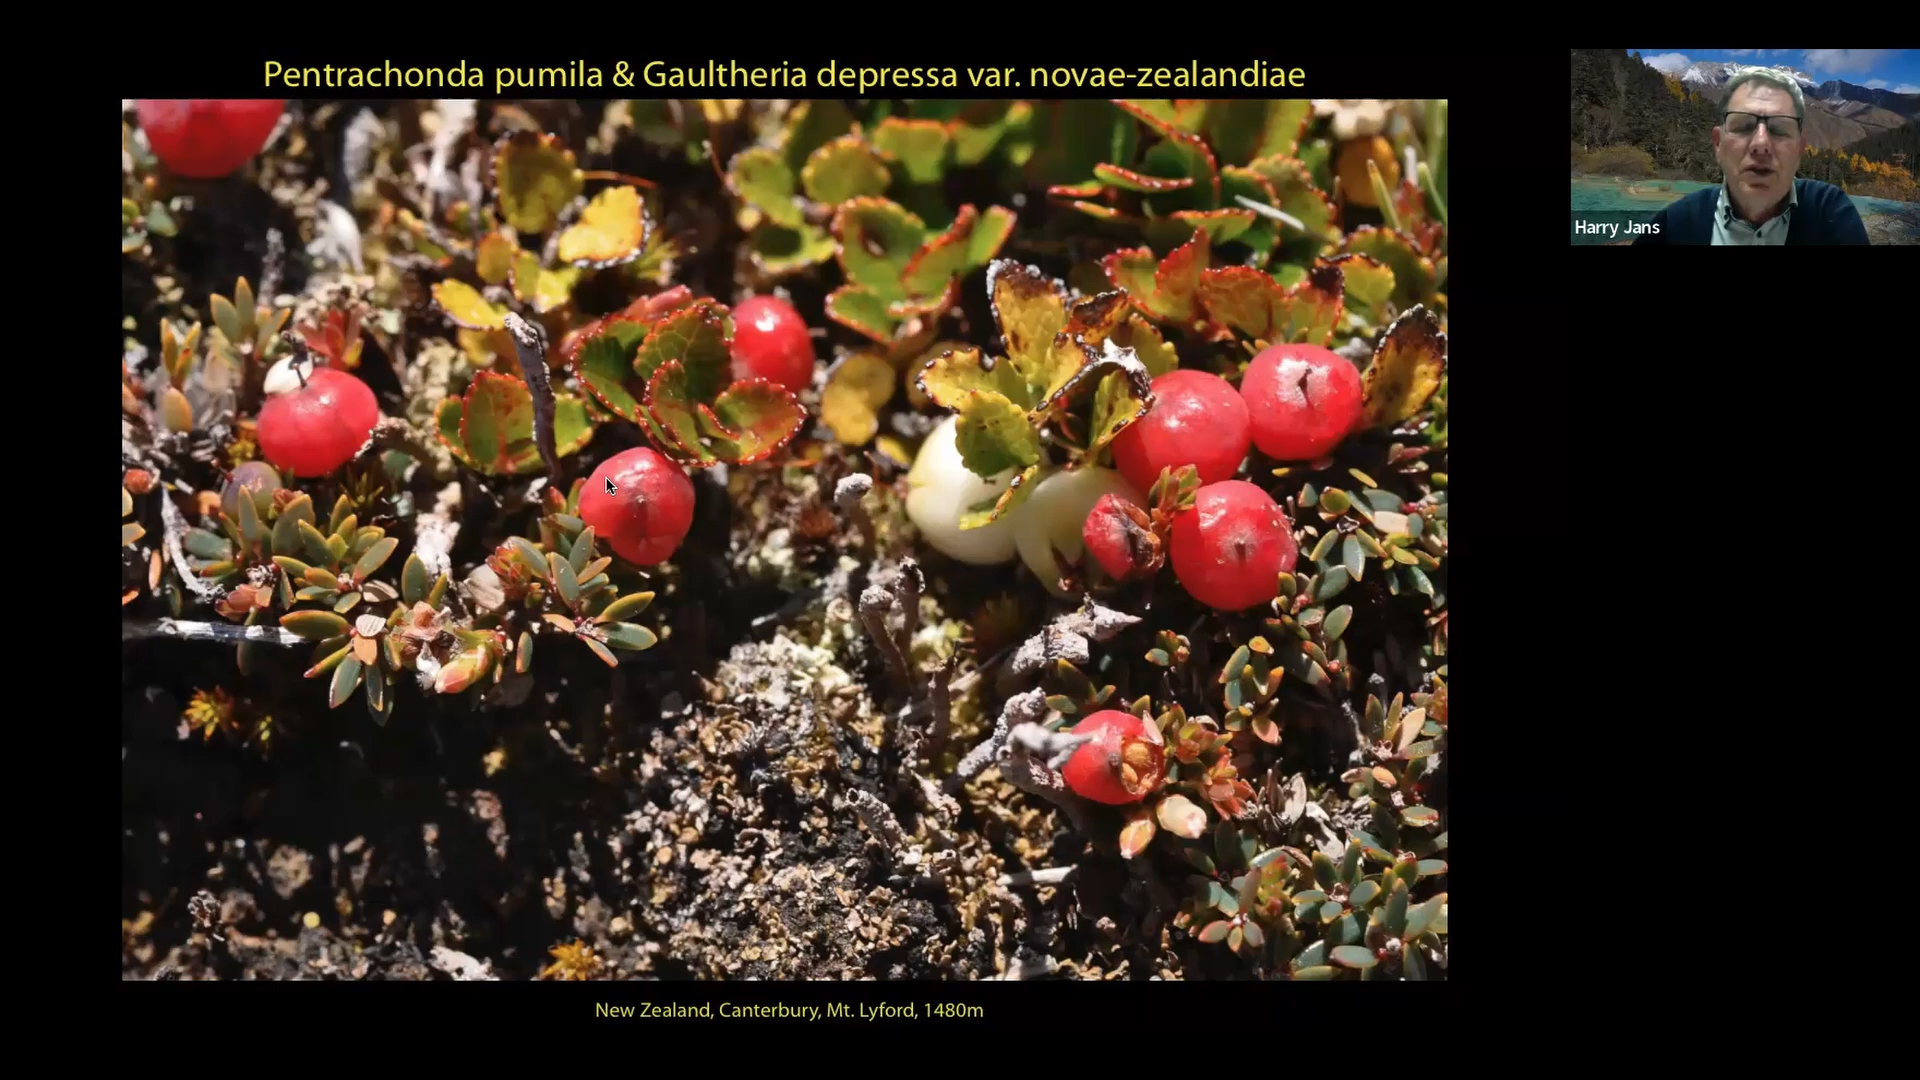 Pentrachonda pumila & Gaultheria depressa var. novae-zealandiae
Harry Jans
New Zealand, Canterbury, Mt. Lyford, 1480m